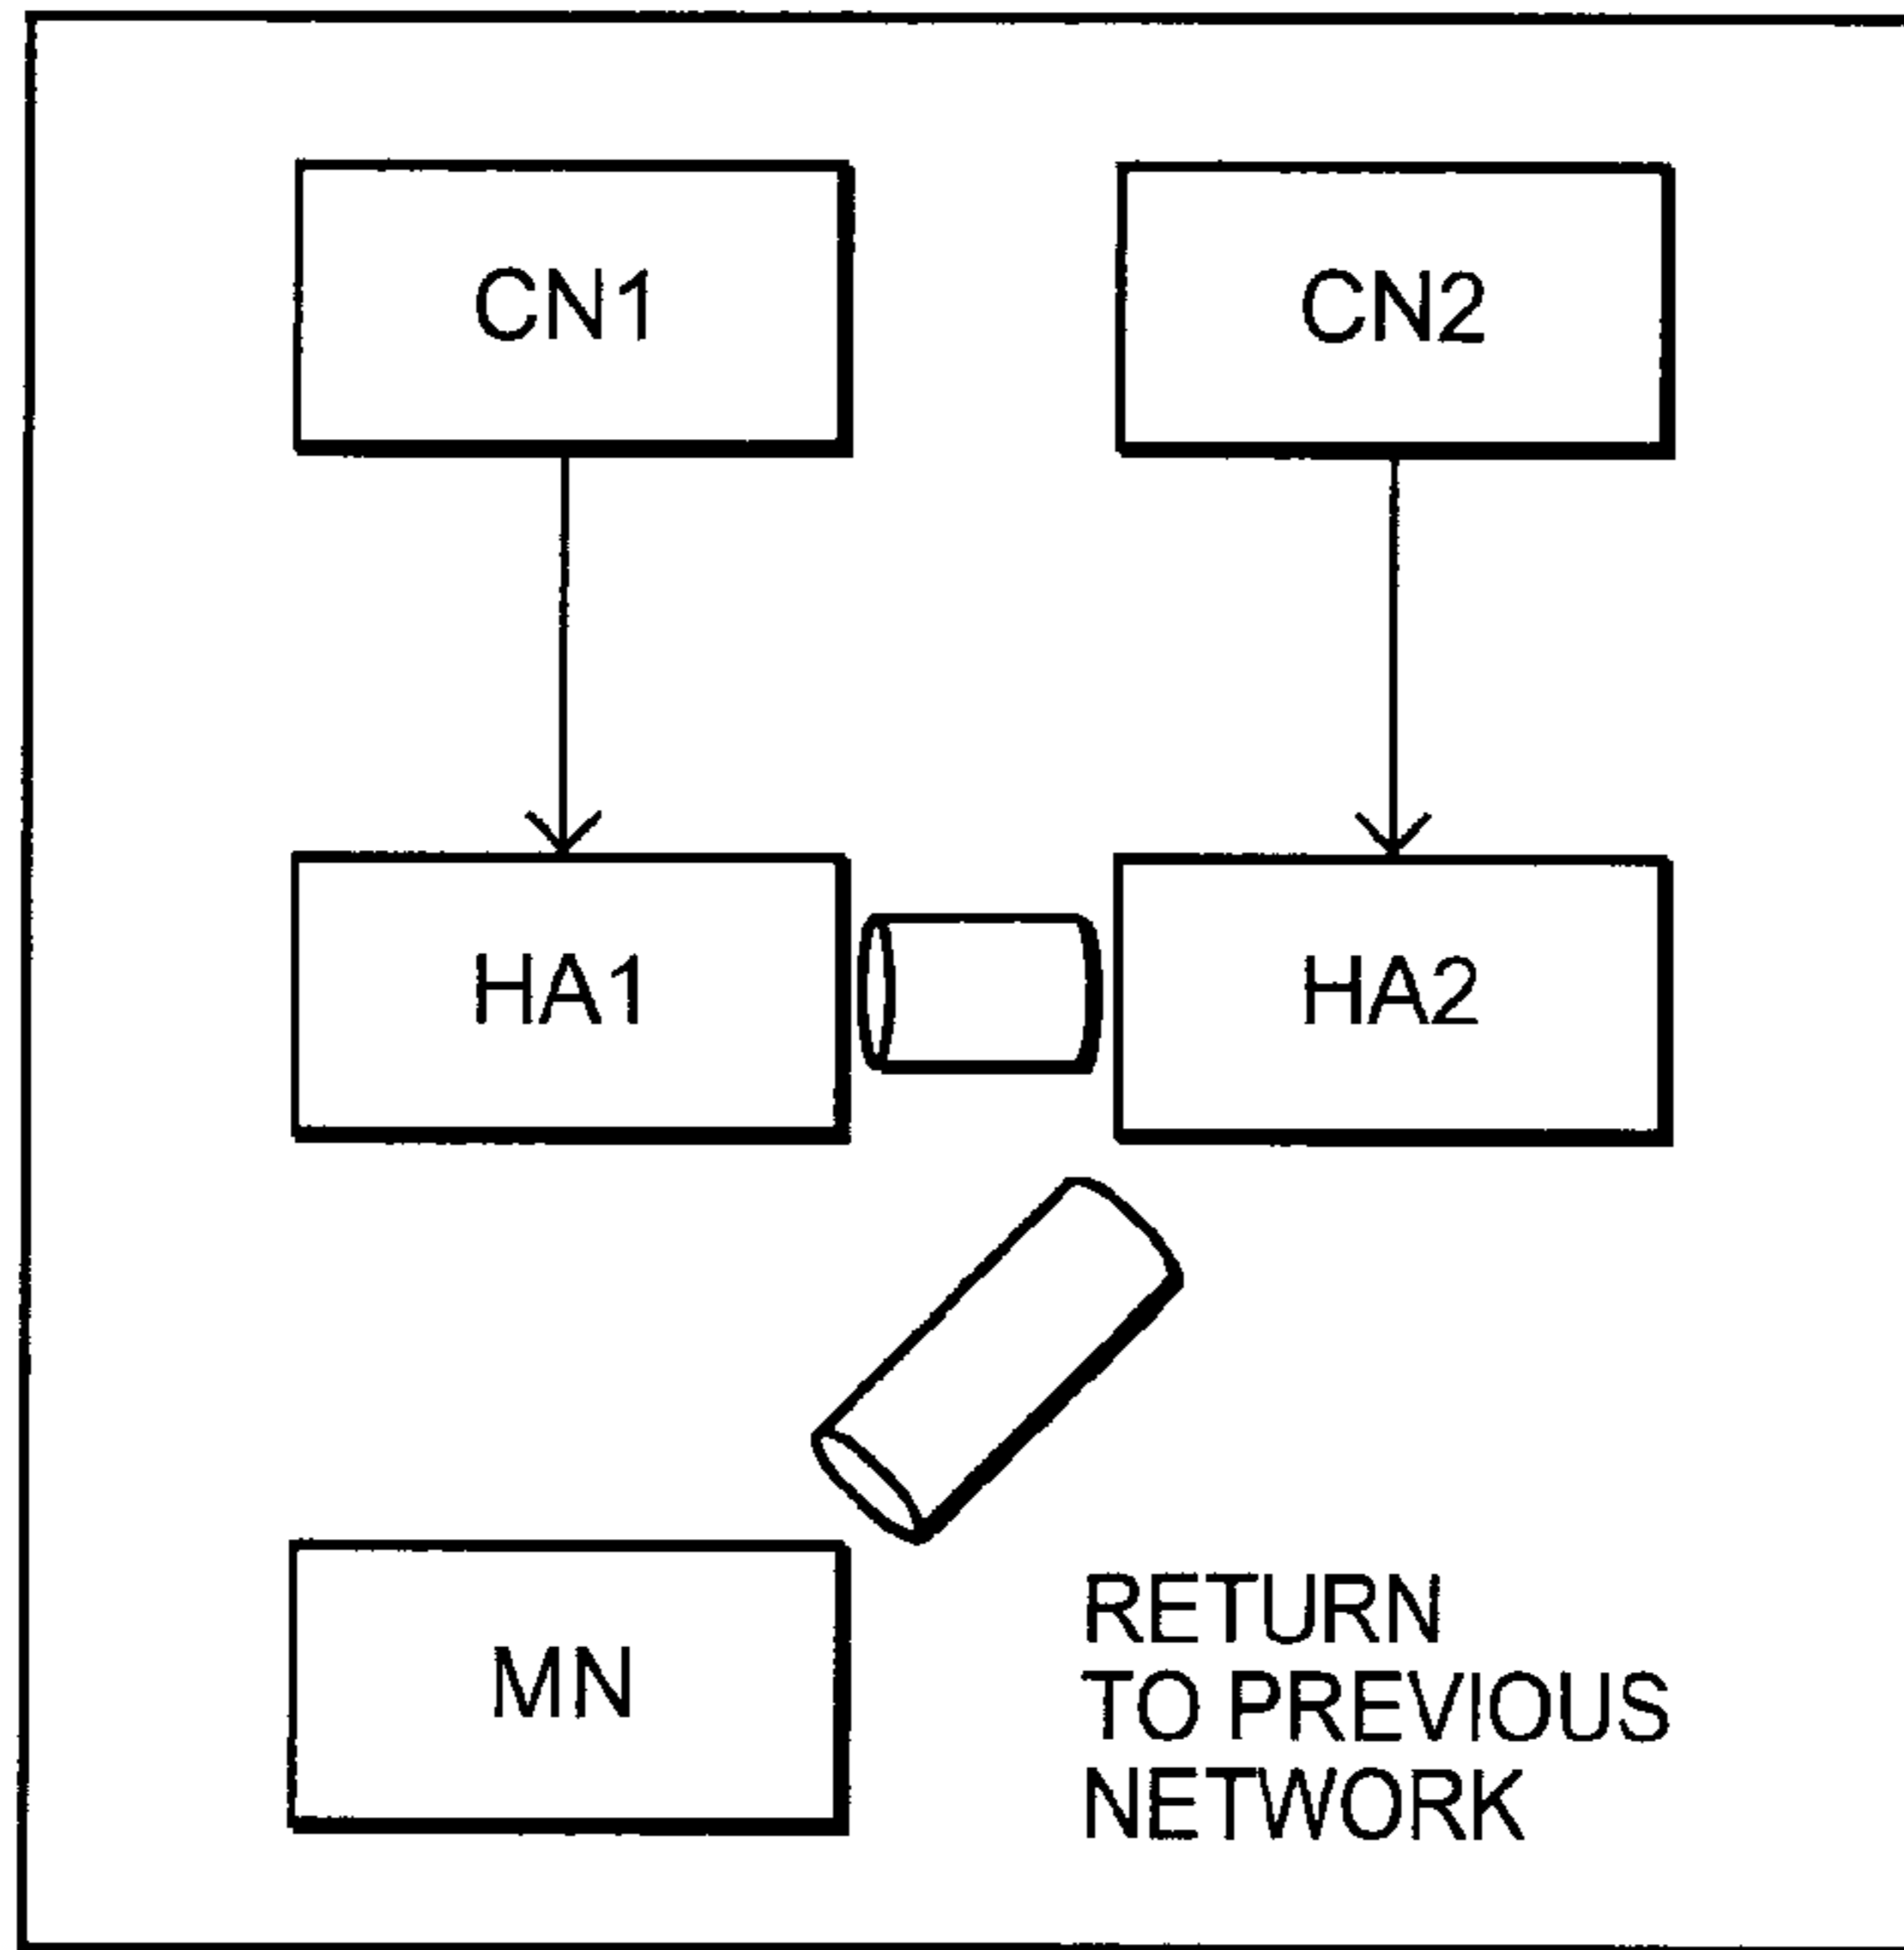 CN1
CN2
HA1
HA2
MN
RETURN
TO PREVIOUS
NETWORK